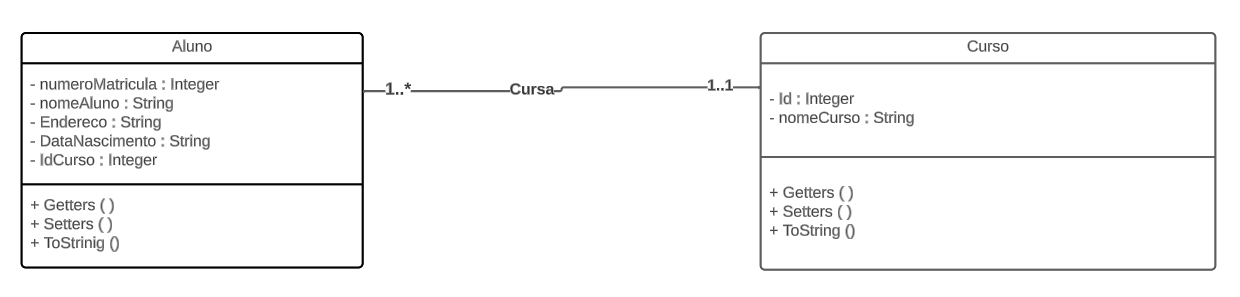 Aluno
- numeroMatricula : Integer
- nomeAluno : String
- Endereco : String
- DataNascimento : String
- IdCurso : Integer
+ Getters ( )
+ Setters ( )
+ ToStrinig ()
1..*
Cursa
1..1
Curso
- Id : Integer
- nomeCurso : String
+ Getters ( )
+ Setters ( )
+ ToString ()